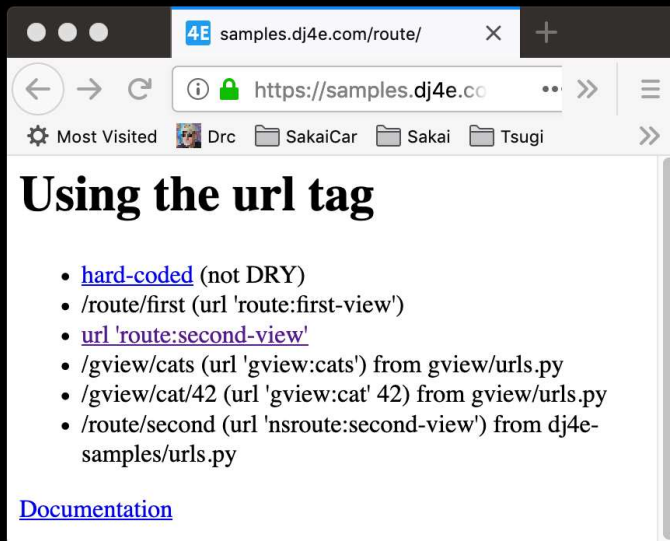 4E samples.dj4e.com/route/
https://samples.dj4e.co
Most Visited Drc SakaiCar Sakai Tsugi
Using the url tag
• hard-coded (not DRY)
• /route/first (url 'route:first-view')
• url 'route:second-view'
• /gview/cats (url 'gview:cats') from gview/urls.py
• /gview/cat/42 (url 'gview:cat' 42) from gview/urls.py
• /route/second (url 'nsroute:second-view') from dj4e-
samples/urls.py
Documentation